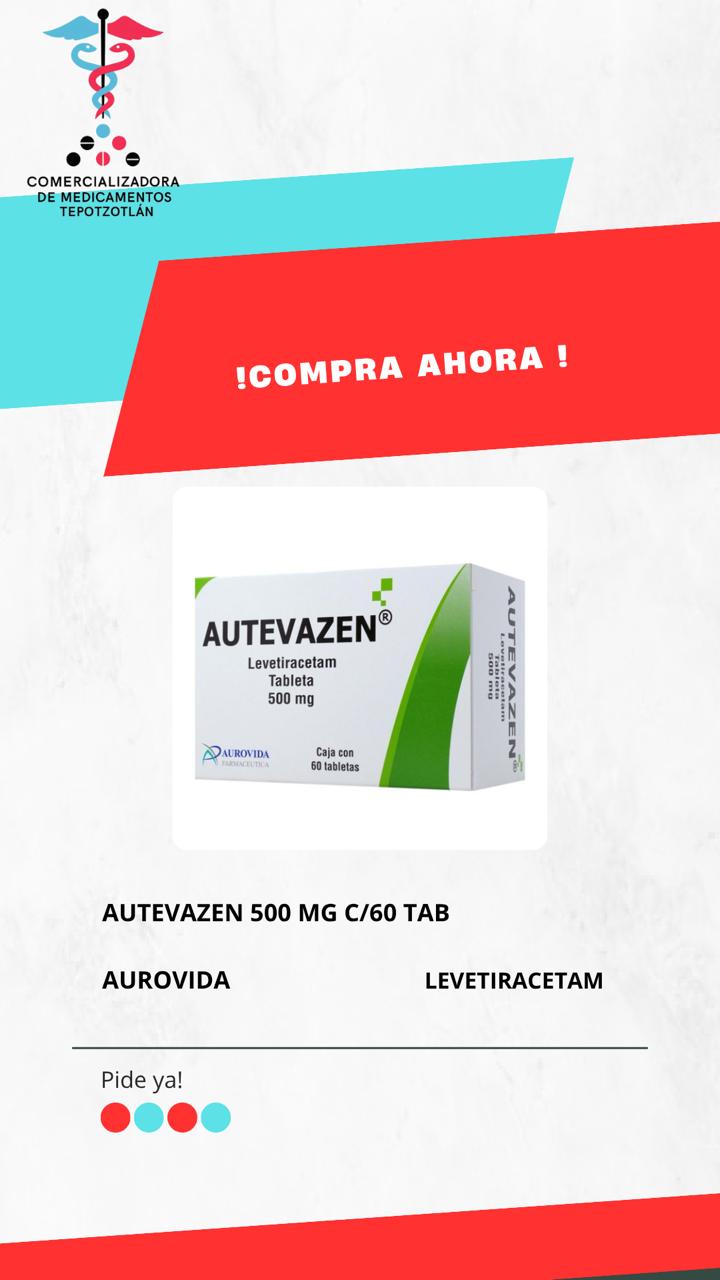 COMERCIALIZADORA
DE MEDICAMENTOS
TEPOTZOTLÁN
!COMPRA AHORA !
AUTEVAZEN®
Levetiracetam
Tableta
500 mg
AUROVIDA
FARMACEUTICA
Caja con
60 tabletas
AUTEVAZEN®
Levetiracetam
Tableta
500 mg
AUTEVAZEN 500 MG C/60 TAB
AUROVIDA
LEVETIRACETAM
Pide ya!